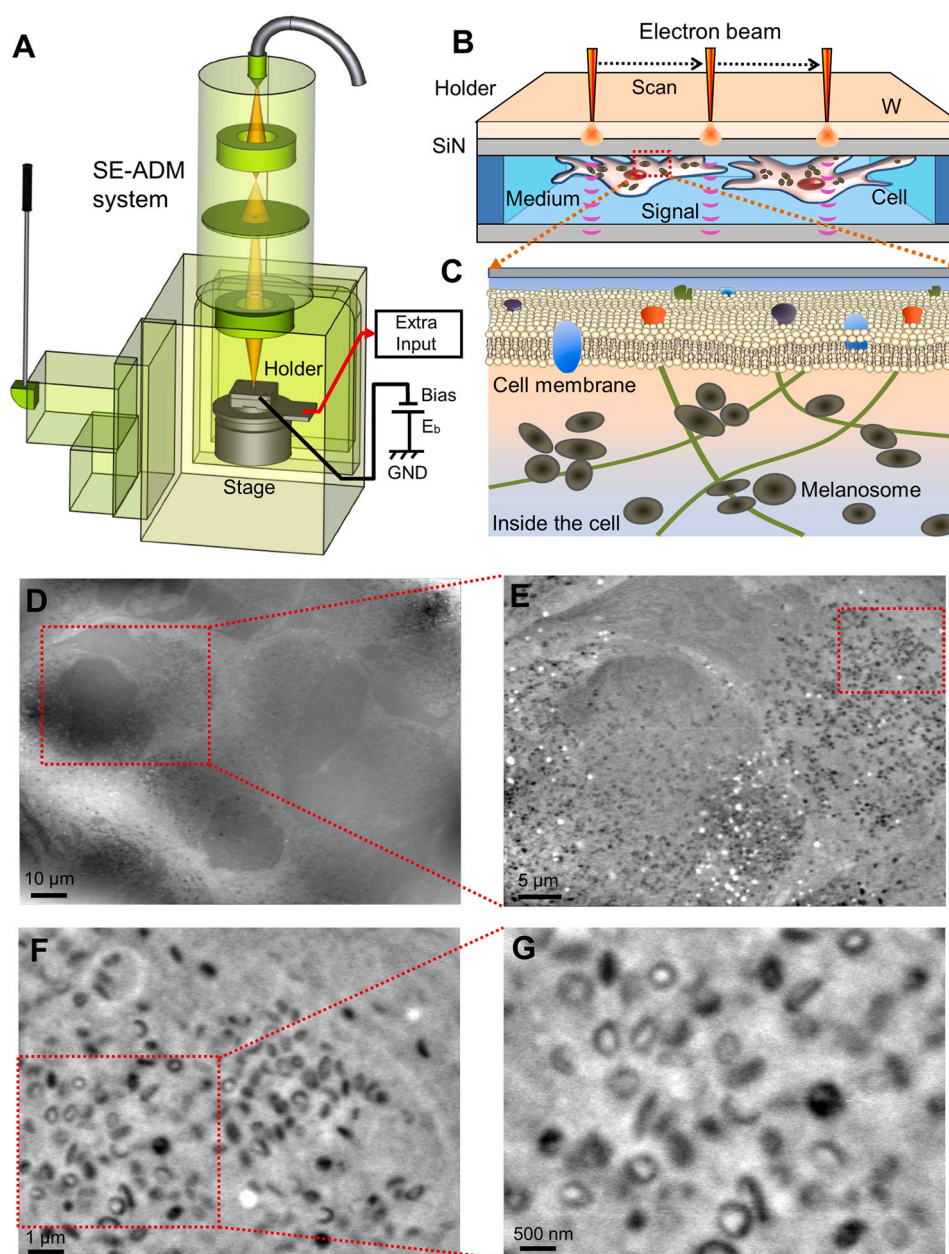 A
SE-ADM
system
Extra
Input
Holder
Bias
Eb
GND
Stage
B
Electron beam
Holder
Scan
W
SiN
Medium
Signal
Cell
C
Cell membrane
Melanosome
Inside the cell
D
10 μm
E
5 μm
F
1 μm
G
500 nm